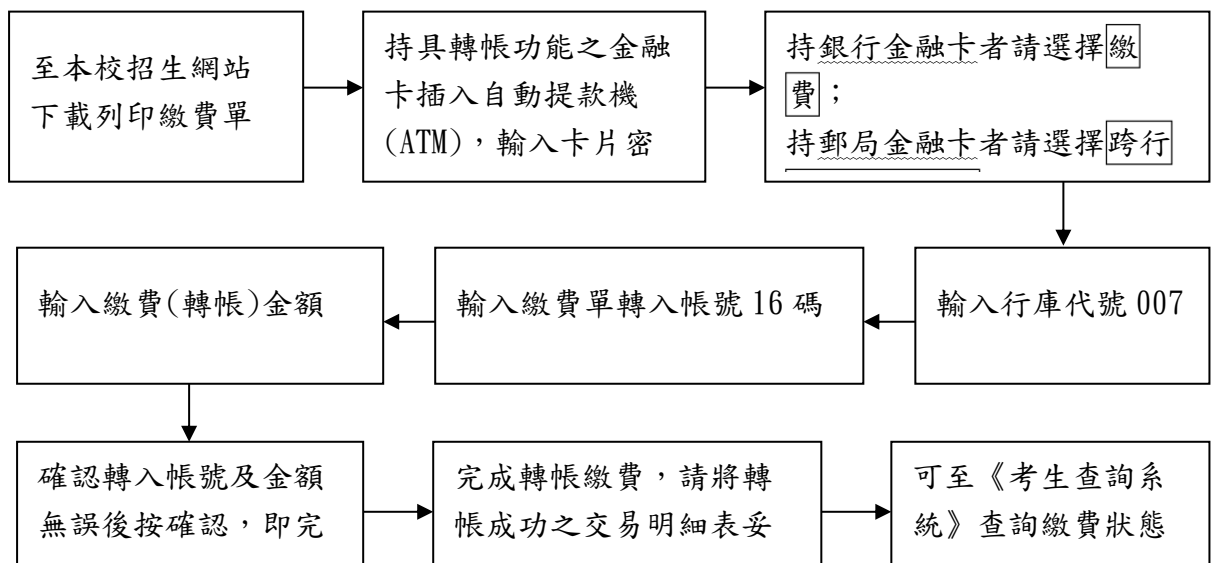 至本校招生網站
下載列印繳費單
持具轉帳功能之金融
卡插入自動提款機
(ATM)，輸入卡片密
持銀行金融卡者請選擇繳
費；
持郵局金融卡者請選擇跨行
輸入行庫代號 007
輸入繳費單轉入帳號 16 碼
輸入繳費(轉帳)金額
確認轉入帳號及金額
無誤後按確認，即完
完成轉帳繳費，請將轉
帳成功之交易明細表妥
可至《考生查詢系
統》查詢繳費狀態